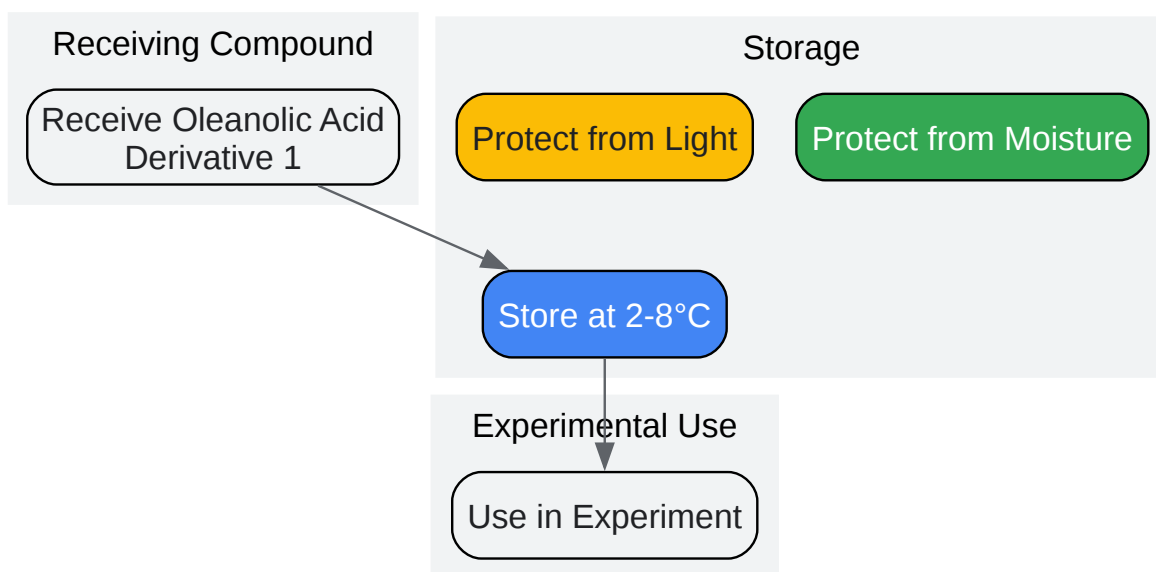 Receiving Compound
Receive Oleanolic Acid
Derivative 1
Storage
Protect from Light
Protect from Moisture
Store at 2-8°C
Experimental Use
Use in Experiment